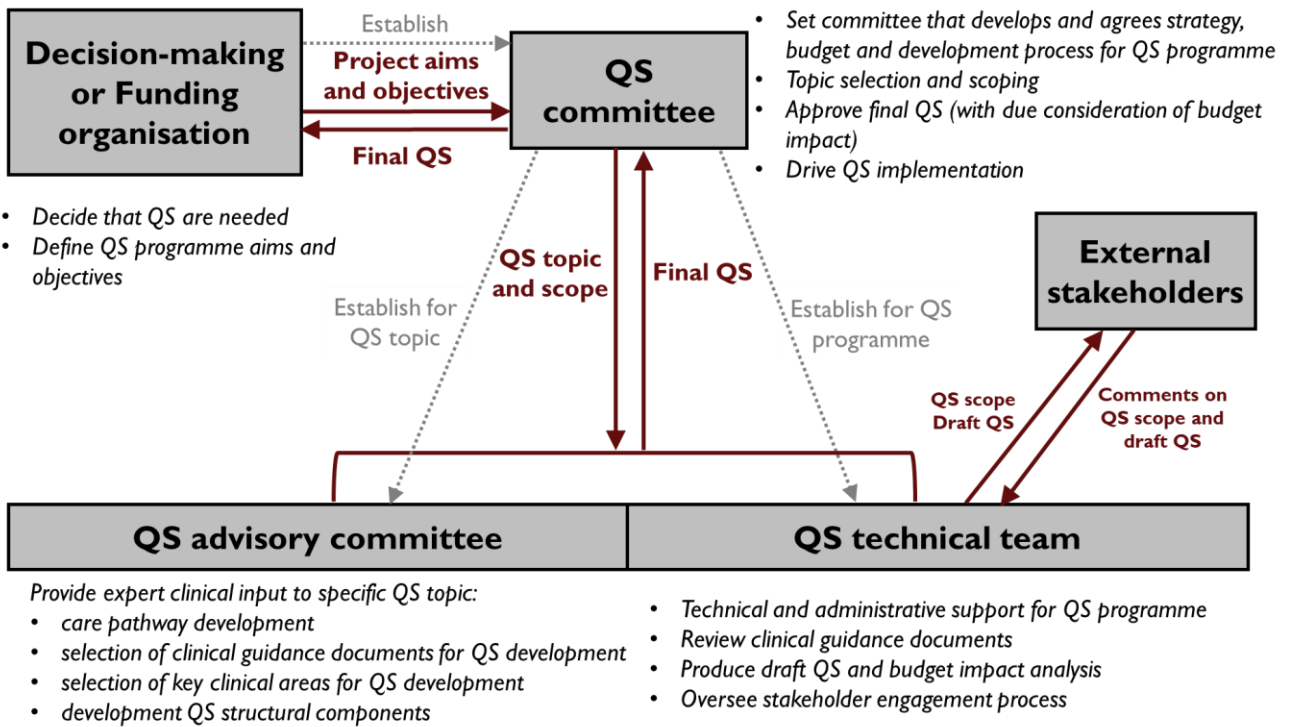 Decision-making
or Funding
organisation
Establish
Project aims
and objectives
Final QS
QS
committee
• Set committee that develops and agrees strategy,
budget and development process for QS programme
• Topic selection and scoping
• Approve final QS (with due consideration of budget
impact)
• Drive QS implementation
• Decide that QS are needed
• Define QS programme aims and
objectives
Establish for
QS topic
QS topic
and scope
Final QS
Establish for QS
programme
External
stakeholders
QS scope
Draft QS
Comments on
QS scope and
draft QS
QS advisory committee
QS technical team
Provide expert clinical input to specific QS topic:
• care pathway development
• selection of clinical guidance documents for QS development
• selection of key clinical areas for QS development
• development QS structural components
• Technical and administrative support for QS programme
• Review clinical guidance documents
• Produce draft QS and budget impact analysis
• Oversee stakeholder engagement process